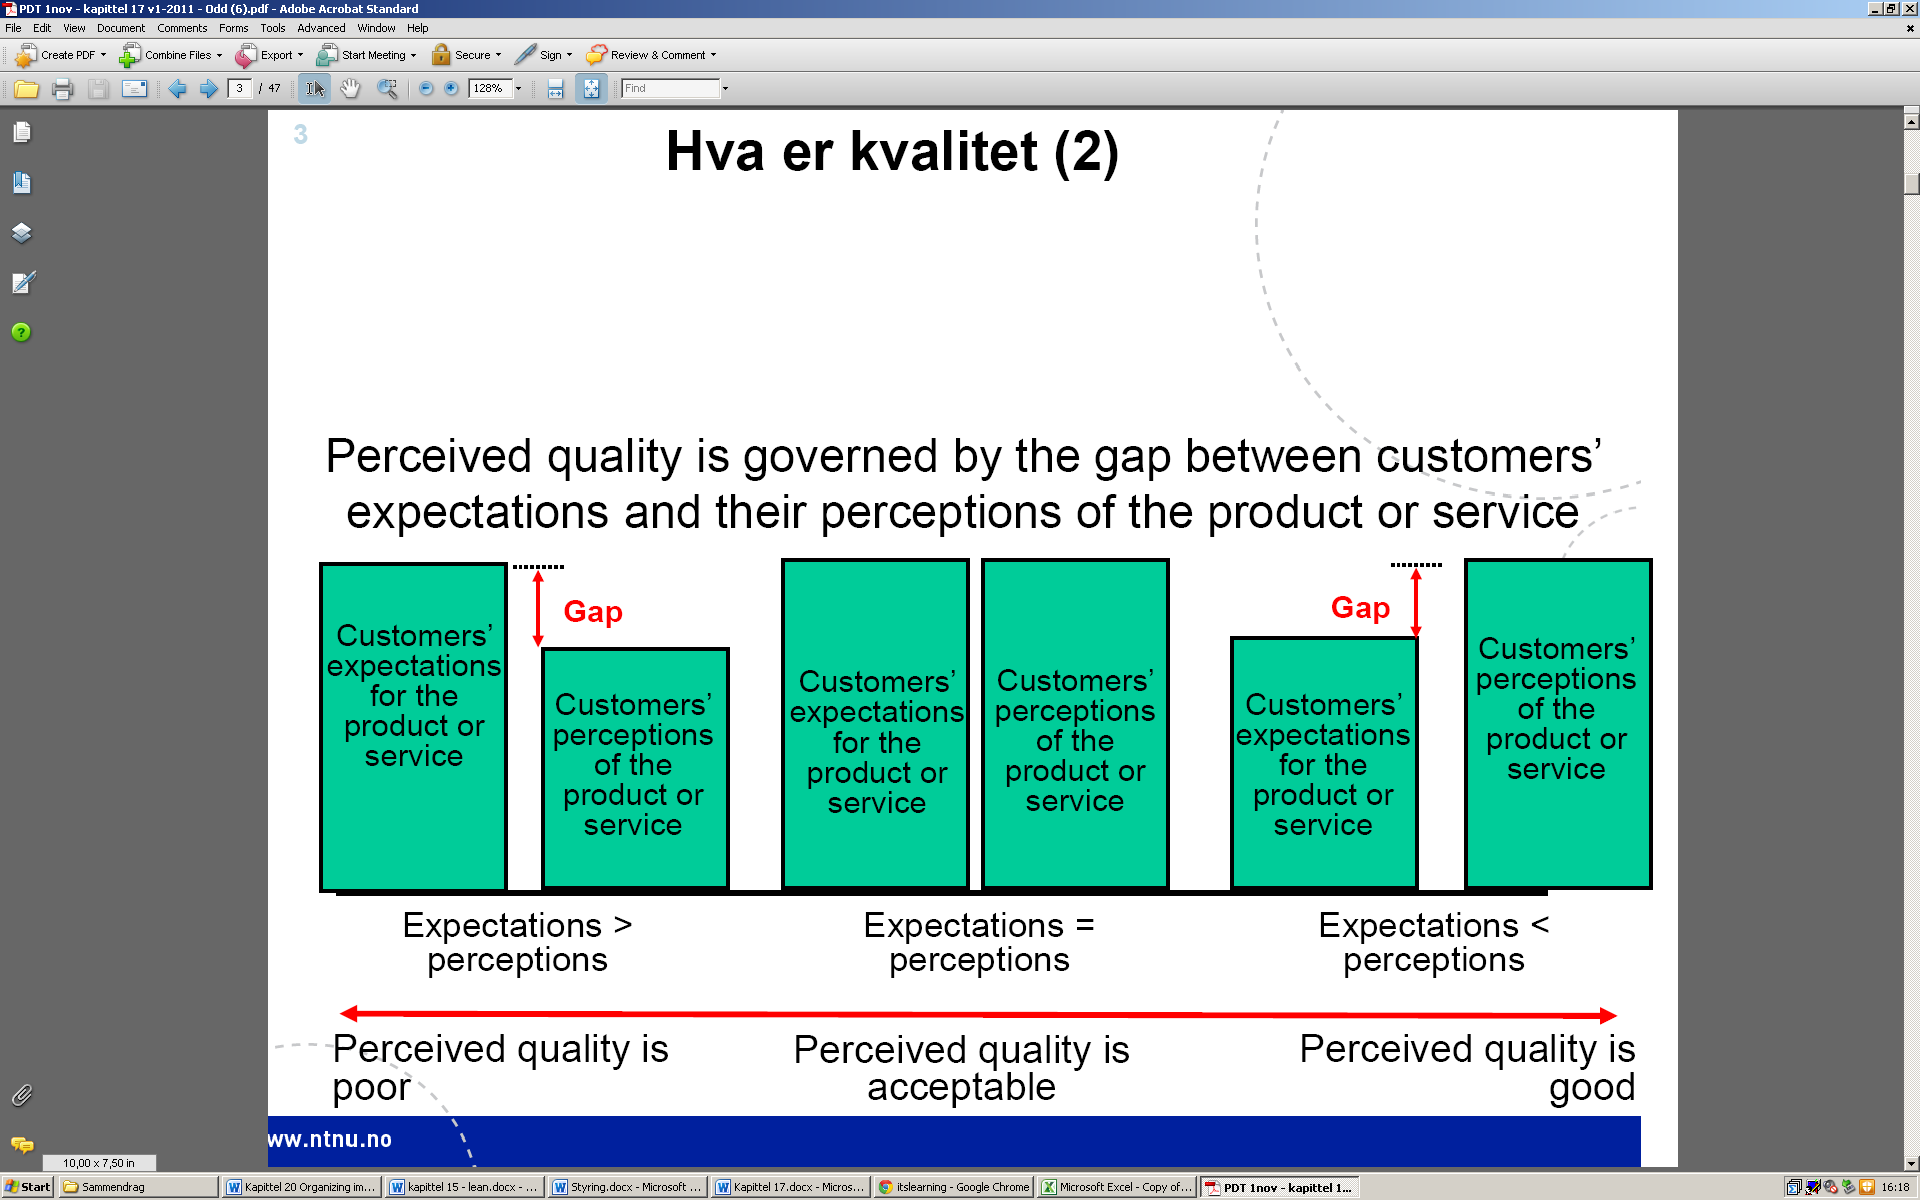 PDT 1nov - kapittel 17 v1-2011 - Odd (6).pdf - Adobe Acrobat Standard
File Edit View Document Comments Forms Tools Advanced Window Help
Create PDF Combine Files Export Start Meeting Secure Sign Review & Comment
3 / 47 128% Find
3
Hva er kvalitet (2)
Perceived quality is governed by the gap between customers’
expectations and their perceptions of the product or service
Customers’
expectations
for the
product or
service
Gap
Customers’
perceptions
of the
product or
service
Customers’
expectations
for the
product or
service
Customers’
perceptions
of the
product or
service
Customers’
expectations
for the
product or
service
Gap
Customers’
perceptions
of the
product or
service
Expectations >
perceptions
Expectations =
perceptions
Expectations <
perceptions
Perceived quality is
poor
Perceived quality is
acceptable
Perceived quality is
good
ww.ntnu.no
10,00 x 7,50 in
Start Sammendrag Kapittel 20 Organizing im... kapittel 15 - lean.docx - ... Styring.docx - Microsoft ... Kapittel 17.docx - Micros... itslearning - Google Chrome Microsoft Excel - Copy of... PDT 1nov - kapittel 1... 16:18